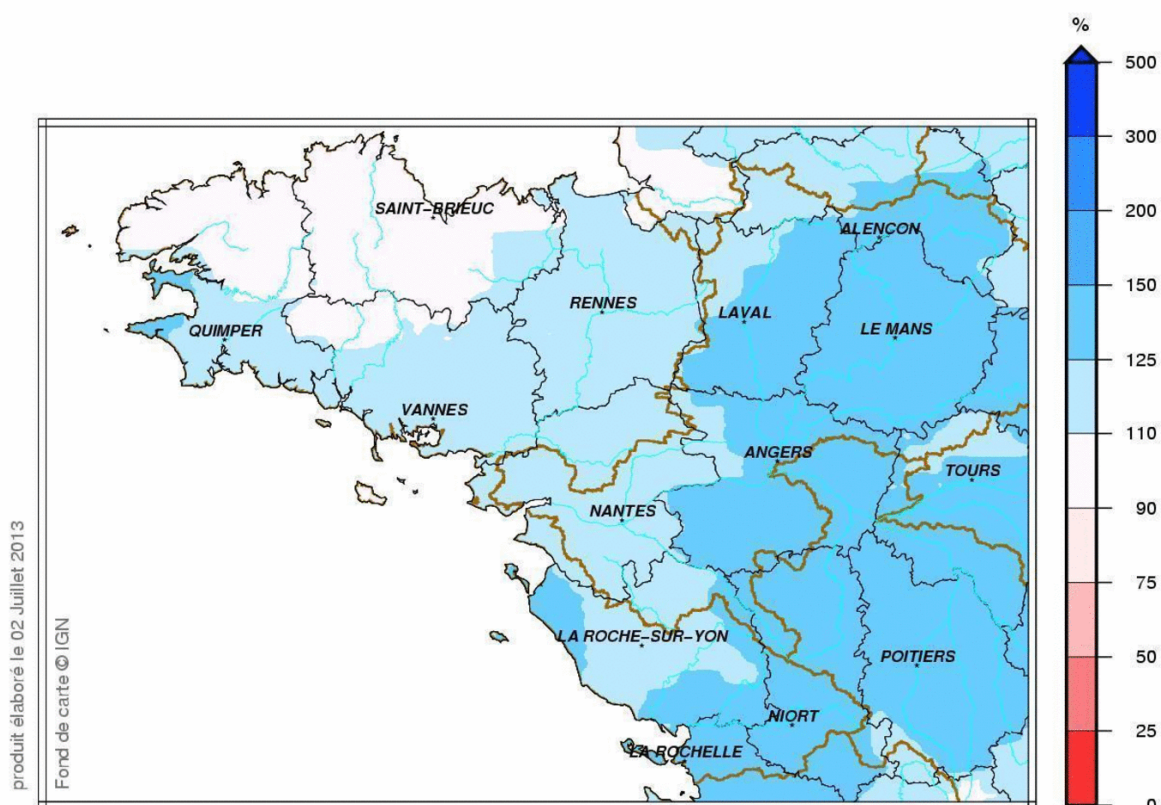 %
500
300
200
150
125
110
90
75
50
25
0
SAINT-BRIEUC
ALENCON
RENNES
LAVAL
LE MANS
QUIMPER
VANNES
ANGERS
TOURS
NANTES
LA ROCHE-SUR-YON
POITIERS
NIORT
LA ROCHELLE
produit élaboré le 02 Juillet 2013
Fond de carte © IGN